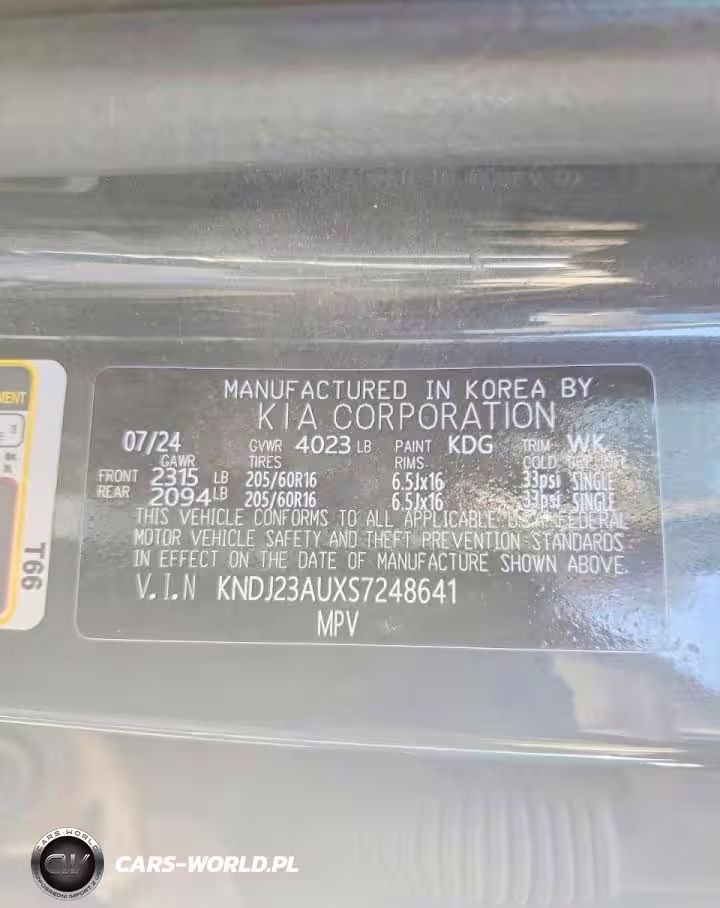 MANUFACTURED IN KOREA BY
KIA CORPORATION
07/24 GVWR 4023 LB PAINT KDG TRIM WK
GAWR TIRES RIMS COLD
FRONT 2315 LB 205/60R16 6.5Jx16 33psi SINGLE
REAR 2094 LB 205/60R16 6.5Jx16 33psi SINGLE
THIS VEHICLE CONFORMS TO ALL APPLICABLE U.S. FEDERAL
MOTOR VEHICLE SAFETY AND THEFT PREVENTION STANDARDS
IN EFFECT ON THE DATE OF MANUFACTURE SHOWN ABOVE.
V.I.N KNDJ23AUXS7248641
MPV
T66
CARS-WORLD
CW
CARS-WORLD.PL